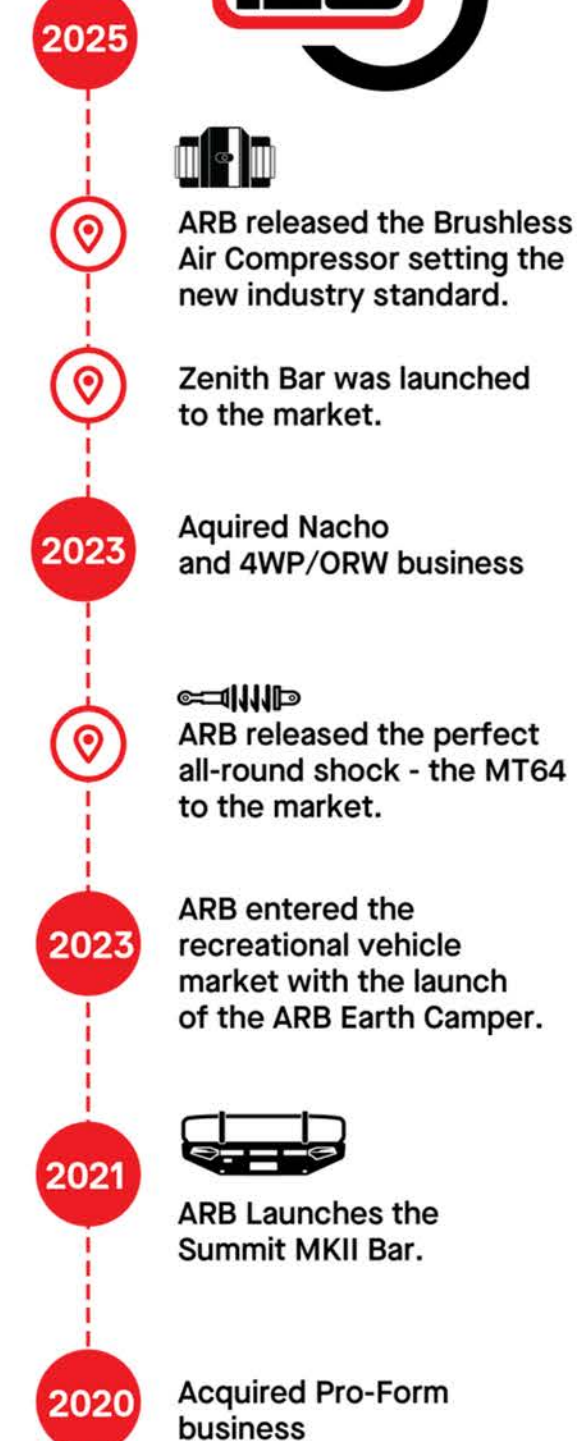 2025
ARB released the Brushless
Air Compressor setting the
new industry standard.
Zenith Bar was launched
to the market.
2023
Aquired Nacho
and 4WP/ORW business
ARB released the perfect
all-round shock - the MT64
to the market.
2023
ARB entered the
recreational vehicle
market with the launch
of the ARB Earth Camper.
2021
ARB Launches the
Summit MKII Bar.
2020
Acquired Pro-Form
business